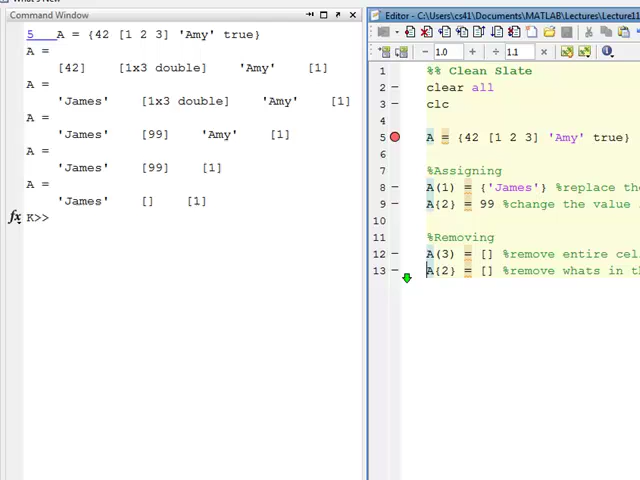 What's New
Command Window
5   A = {42 [1 2 3] 'Amy' true}
A =
[42]    [1x3 double]    'Amy'    [1]
A =
'James'    [1x3 double]    'Amy'    [1]
A =
'James'    [99]    'Amy'    [1]
A =
'James'    [99]    [1]
A =
'James'    []    [1]
fx K>>
Editor - C:\Users\cs41\Documents\MATLAB\Lectures\Lecture11
1.0
1.1
1 %% Clean Slate
2 clear all
3 clc
4
5 A = {42 [1 2 3] 'Amy' true}
6
7 %Assigning
8 A(1) = {'James'} %replace the
9 A{2} = 99 %change the value
10
11 %Removing
12 A(3) = [] %remove entire cel
13 A{2} = [] %remove whats in th